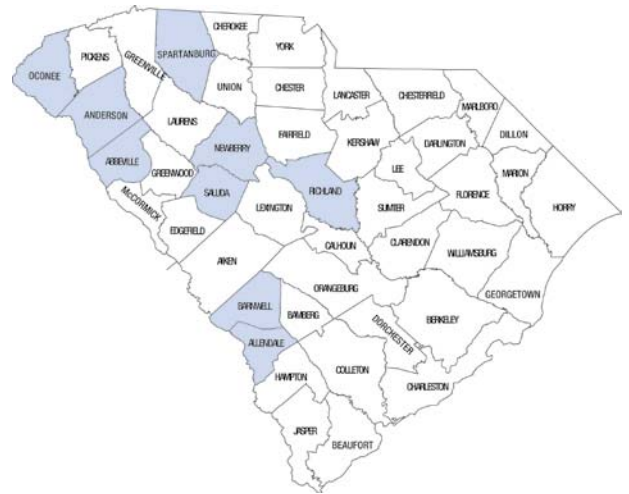 CHEROKEE
SPARTANBURG
YORK
OCONEE
PICKENS
GREENVILLE
UNION
CHESTER
LANCASTER
CHESTERFIELD
MARLBORO
ANDERSON
LAURENS
DILLON
NEWBERRY
FAIRFIELD
KERSHAW
DARLINGTON
ABBEVILLE
GREENWOOD
LEE
MARION
SALUDA
RICHLAND
FLORENCE
HORRY
McCORMICK
LEXINGTON
SUMTER
EDGEFIELD
CALHOUN
CLARENDON
WILLIAMSBURG
AIKEN
ORANGEBURG
GEORGETOWN
BARNWELL
BAMBERG
DORCHESTER
BERKELEY
ALLENDALE
HAMPTON
COLLETON
CHARLESTON
JASPER
BEAUFORT